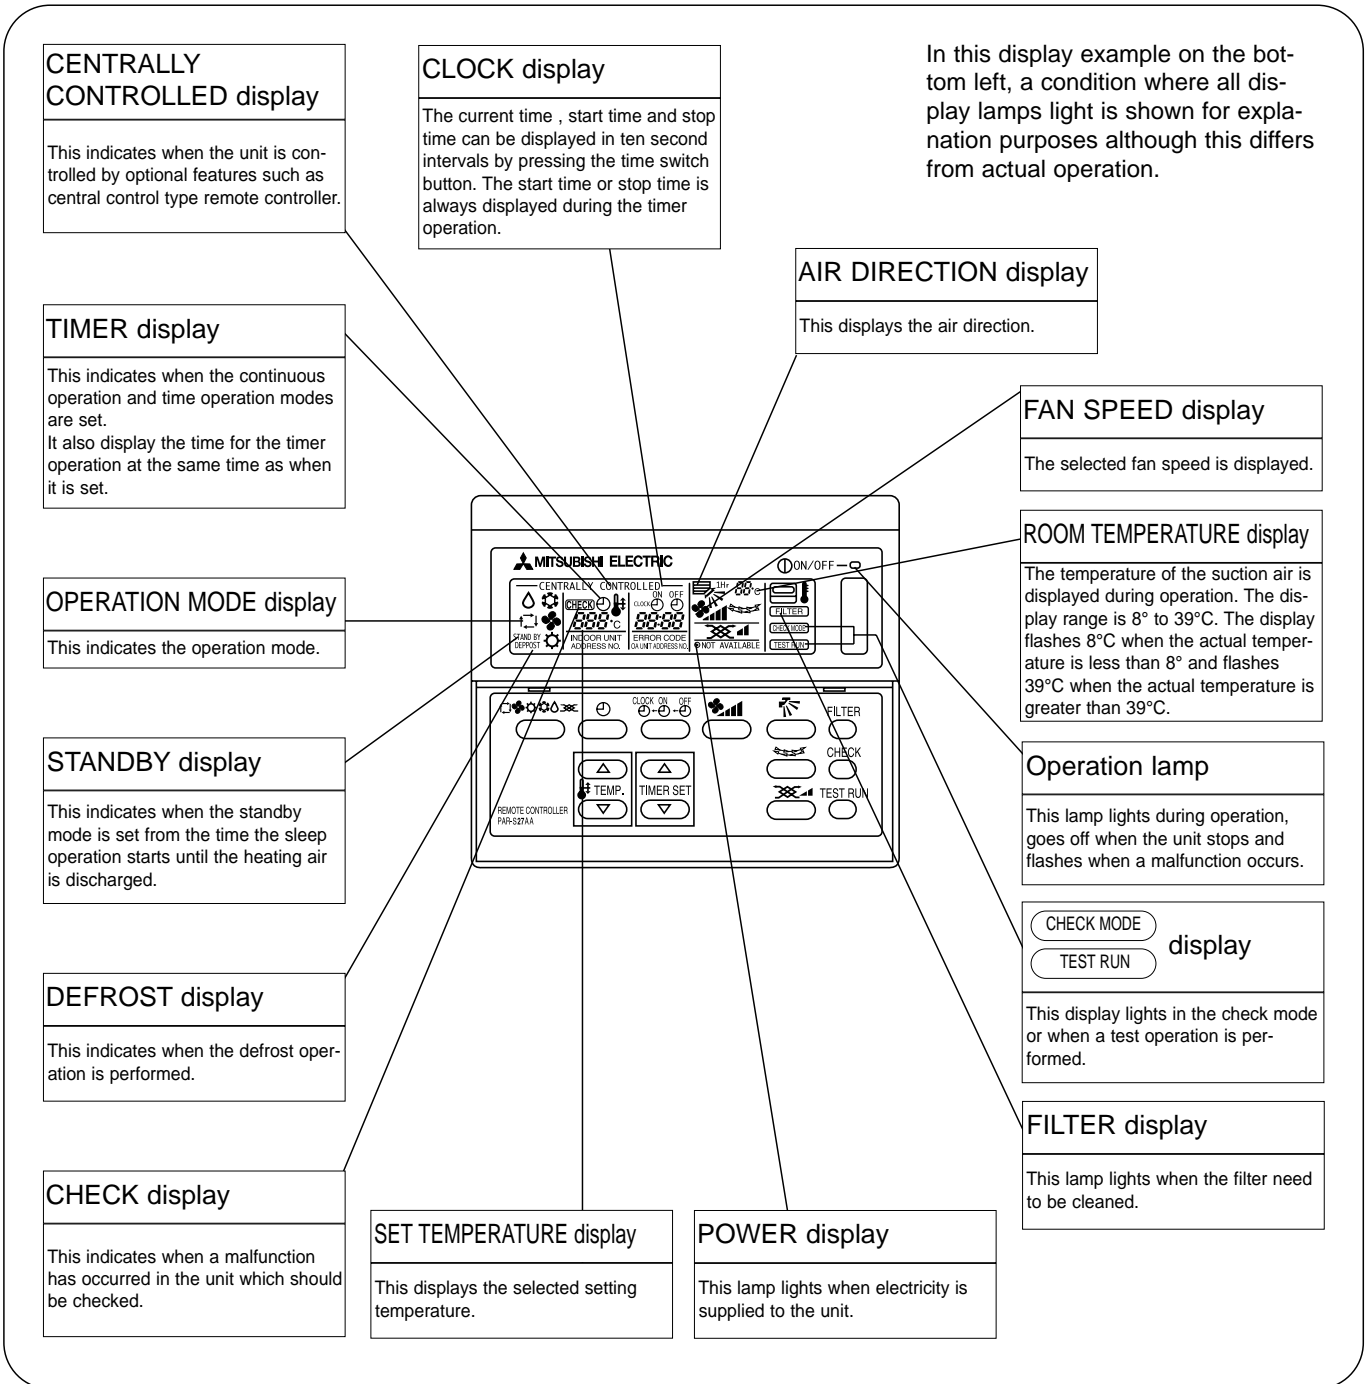 CENTRALLY
CONTROLLED display
This indicates when the unit is con-
trolled by optional features such as
central control type remote controller.
CLOCK display
The current time , start time and stop
time can be displayed in ten second
intervals by pressing the time switch
button. The start time or stop time is
always displayed during the timer
operation.
In this display example on the bot-
tom left, a condition where all dis-
play lamps light is shown for expla-
nation purposes although this differs
from actual operation.
AIR DIRECTION display
This displays the air direction.
TIMER display
This indicates when the continuous
operation and time operation modes
are set.
It also display the time for the timer
operation at the same time as when
it is set.
FAN SPEED display
The selected fan speed is displayed.
ROOM TEMPERATURE display
The temperature of the suction air is
displayed during operation. The dis-
play range is 8° to 39°C. The display
flashes 8°C when the actual temper-
ature is less than 8° and flashes
39°C when the actual temperature is
greater than 39°C.
OPERATION MODE display
This indicates the operation mode.
STANDBY display
This indicates when the standby
mode is set from the time the sleep
operation starts until the heating air
is discharged.
MITSUBISHI ELECTRIC
ON/OFF
CENTRALLY CONTROLLED
ON OFF
1Hr
CHECK
CLOCK
888°C
88:88
FILTER
STAND BY
DEFROST
INDOOR UNIT
ADDRESS NO.
ERROR CODE
OA UNIT ADDRESS NO.
NOT AVAILABLE
CHECK MODE
TEST RUN
CLOCK ON OFF
FILTER
CHECK
TEMP.
TIMER SET
TEST RUN
REMOTE CONTROLLER
PAR-S27AA
Operation lamp
This lamp lights during operation,
goes off when the unit stops and
flashes when a malfunction occurs.
CHECK MODE
TEST RUN
display
This display lights in the check mode
or when a test operation is per-
formed.
DEFROST display
This indicates when the defrost oper-
ation is performed.
FILTER display
This lamp lights when the filter need
to be cleaned.
CHECK display
This indicates when a malfunction
has occurred in the unit which should
be checked.
SET TEMPERATURE display
This displays the selected setting
temperature.
POWER display
This lamp lights when electricity is
supplied to the unit.